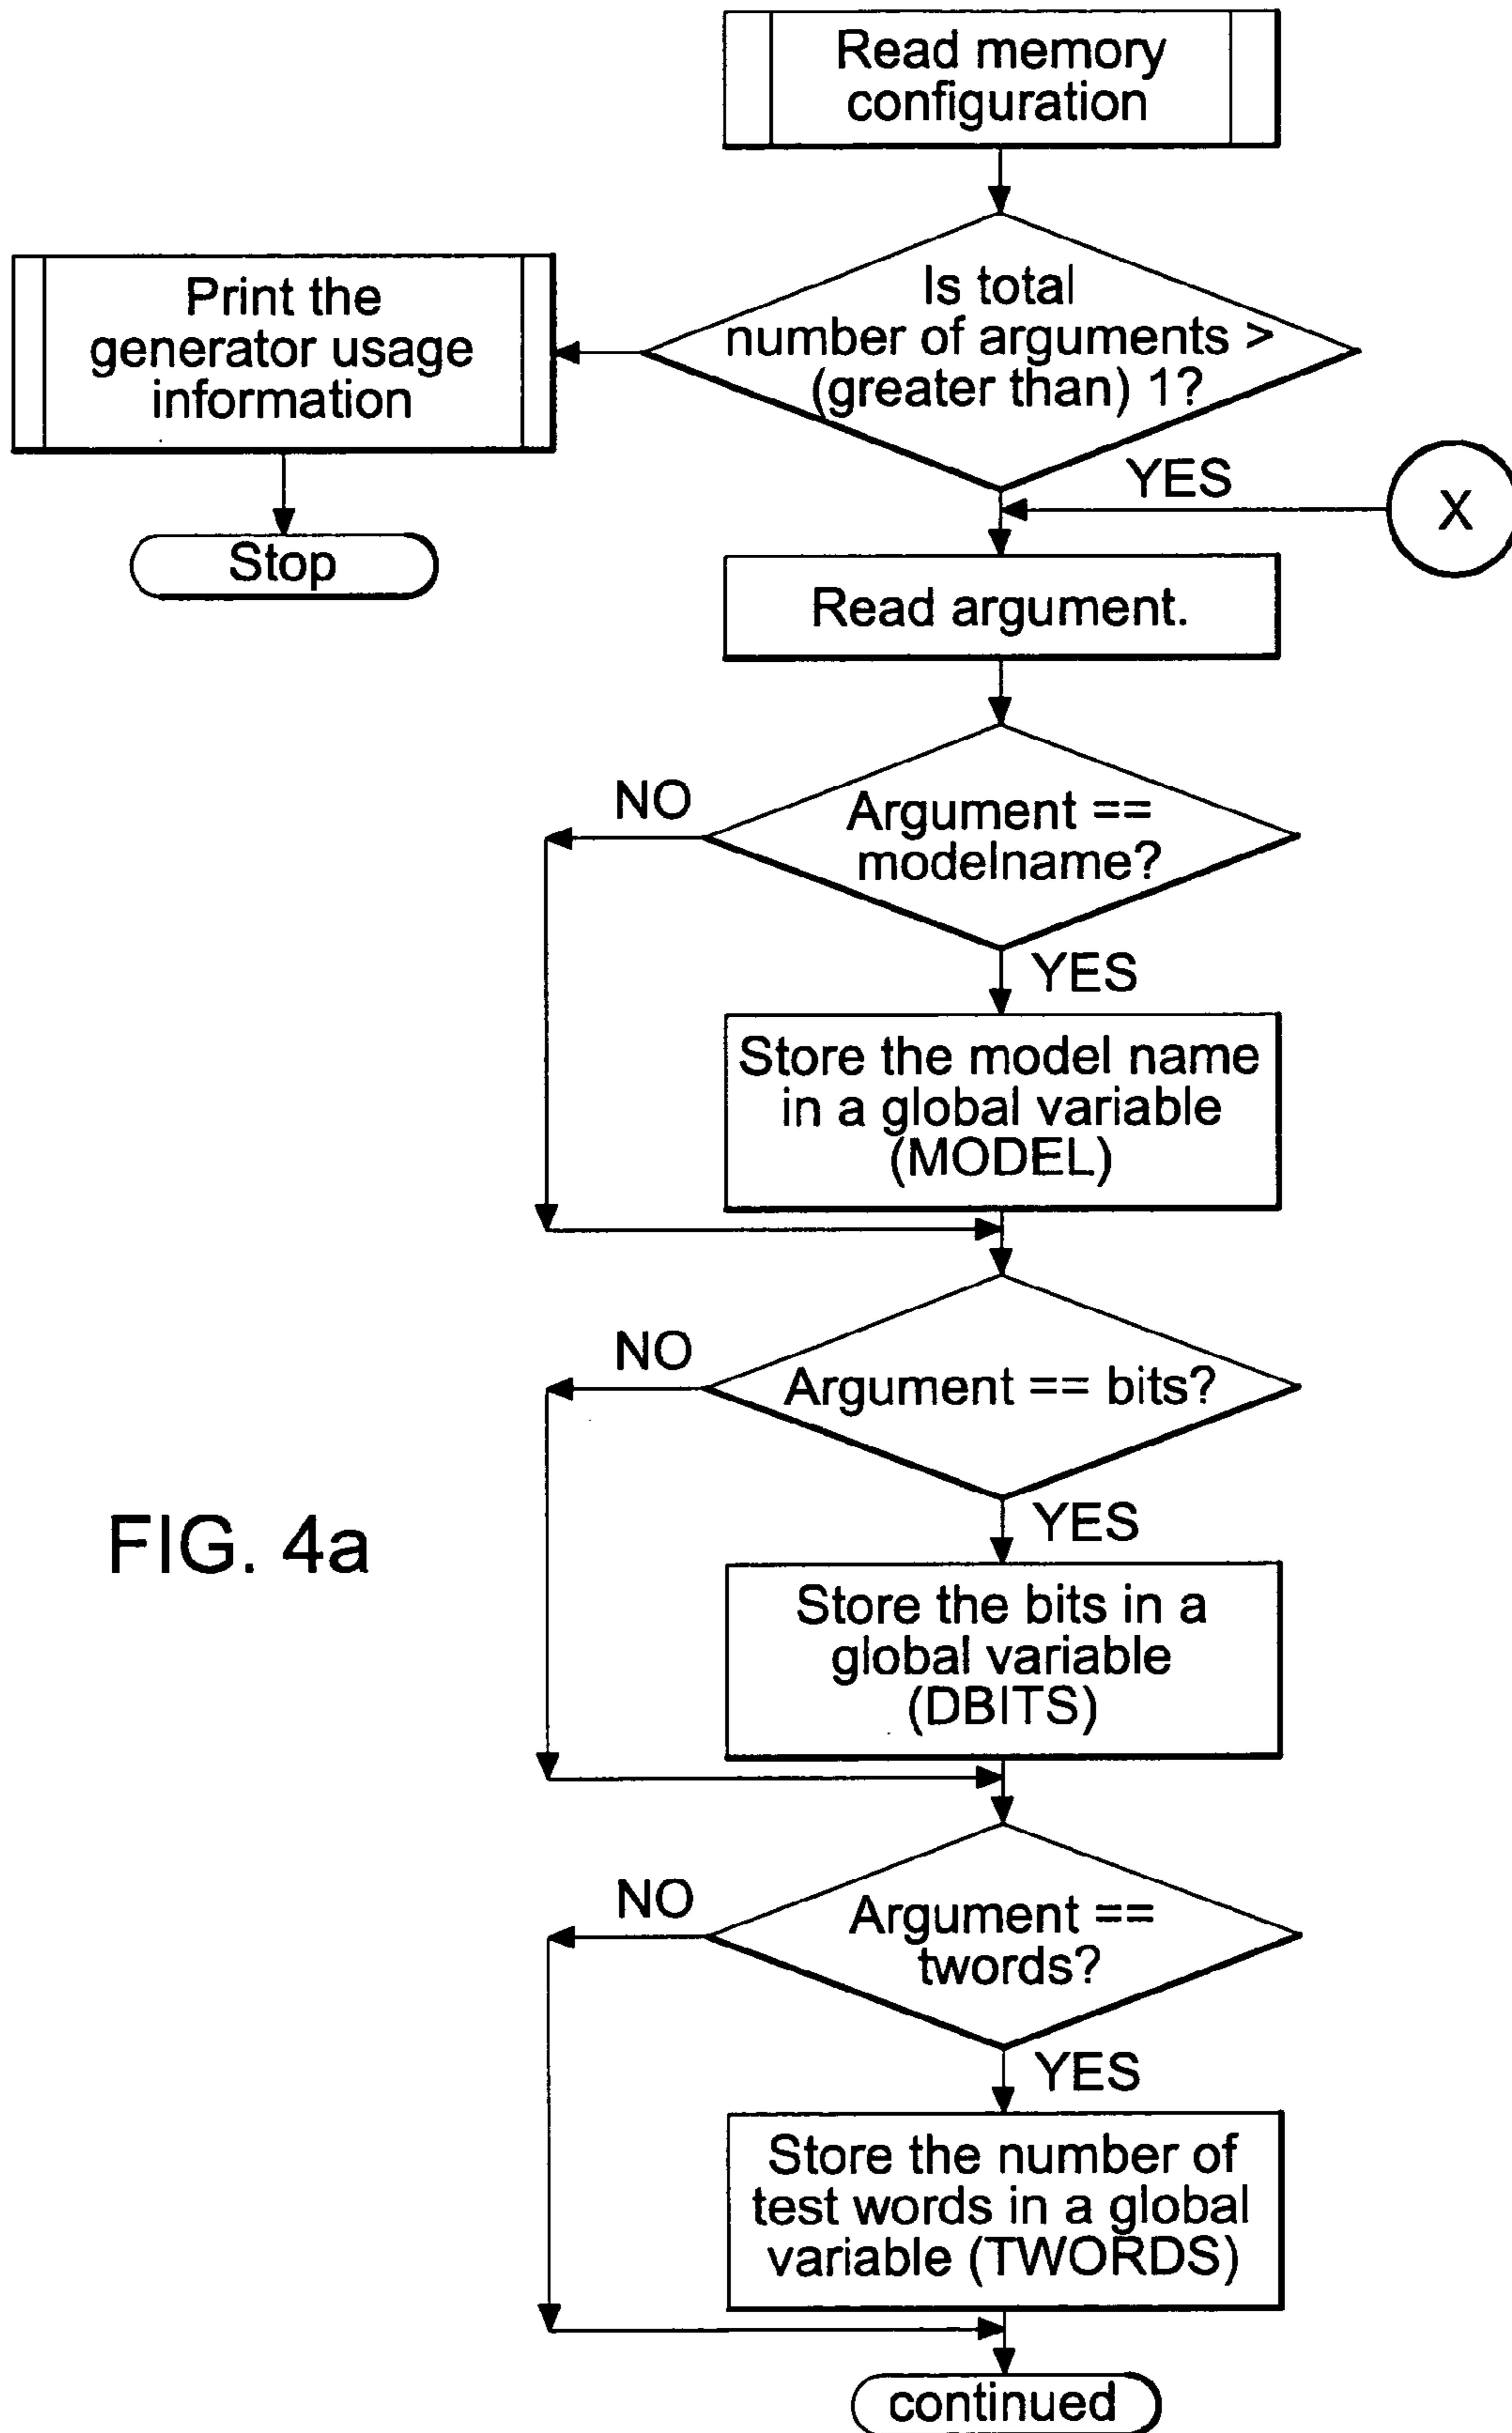 Read memory
configuration
Is total
number of arguments >
(greater than) 1?
Print the
generator usage
information
Stop
YES
X
Read argument.
NO
Argument ==
modelname?
YES
Store the model name
in a global variable
(MODEL)
NO
Argument == bits?
YES
FIG. 4a
Store the bits in a
global variable
(DBITS)
NO
Argument ==
twords?
YES
Store the number of
test words in a global
variable (TWORDS)
continued